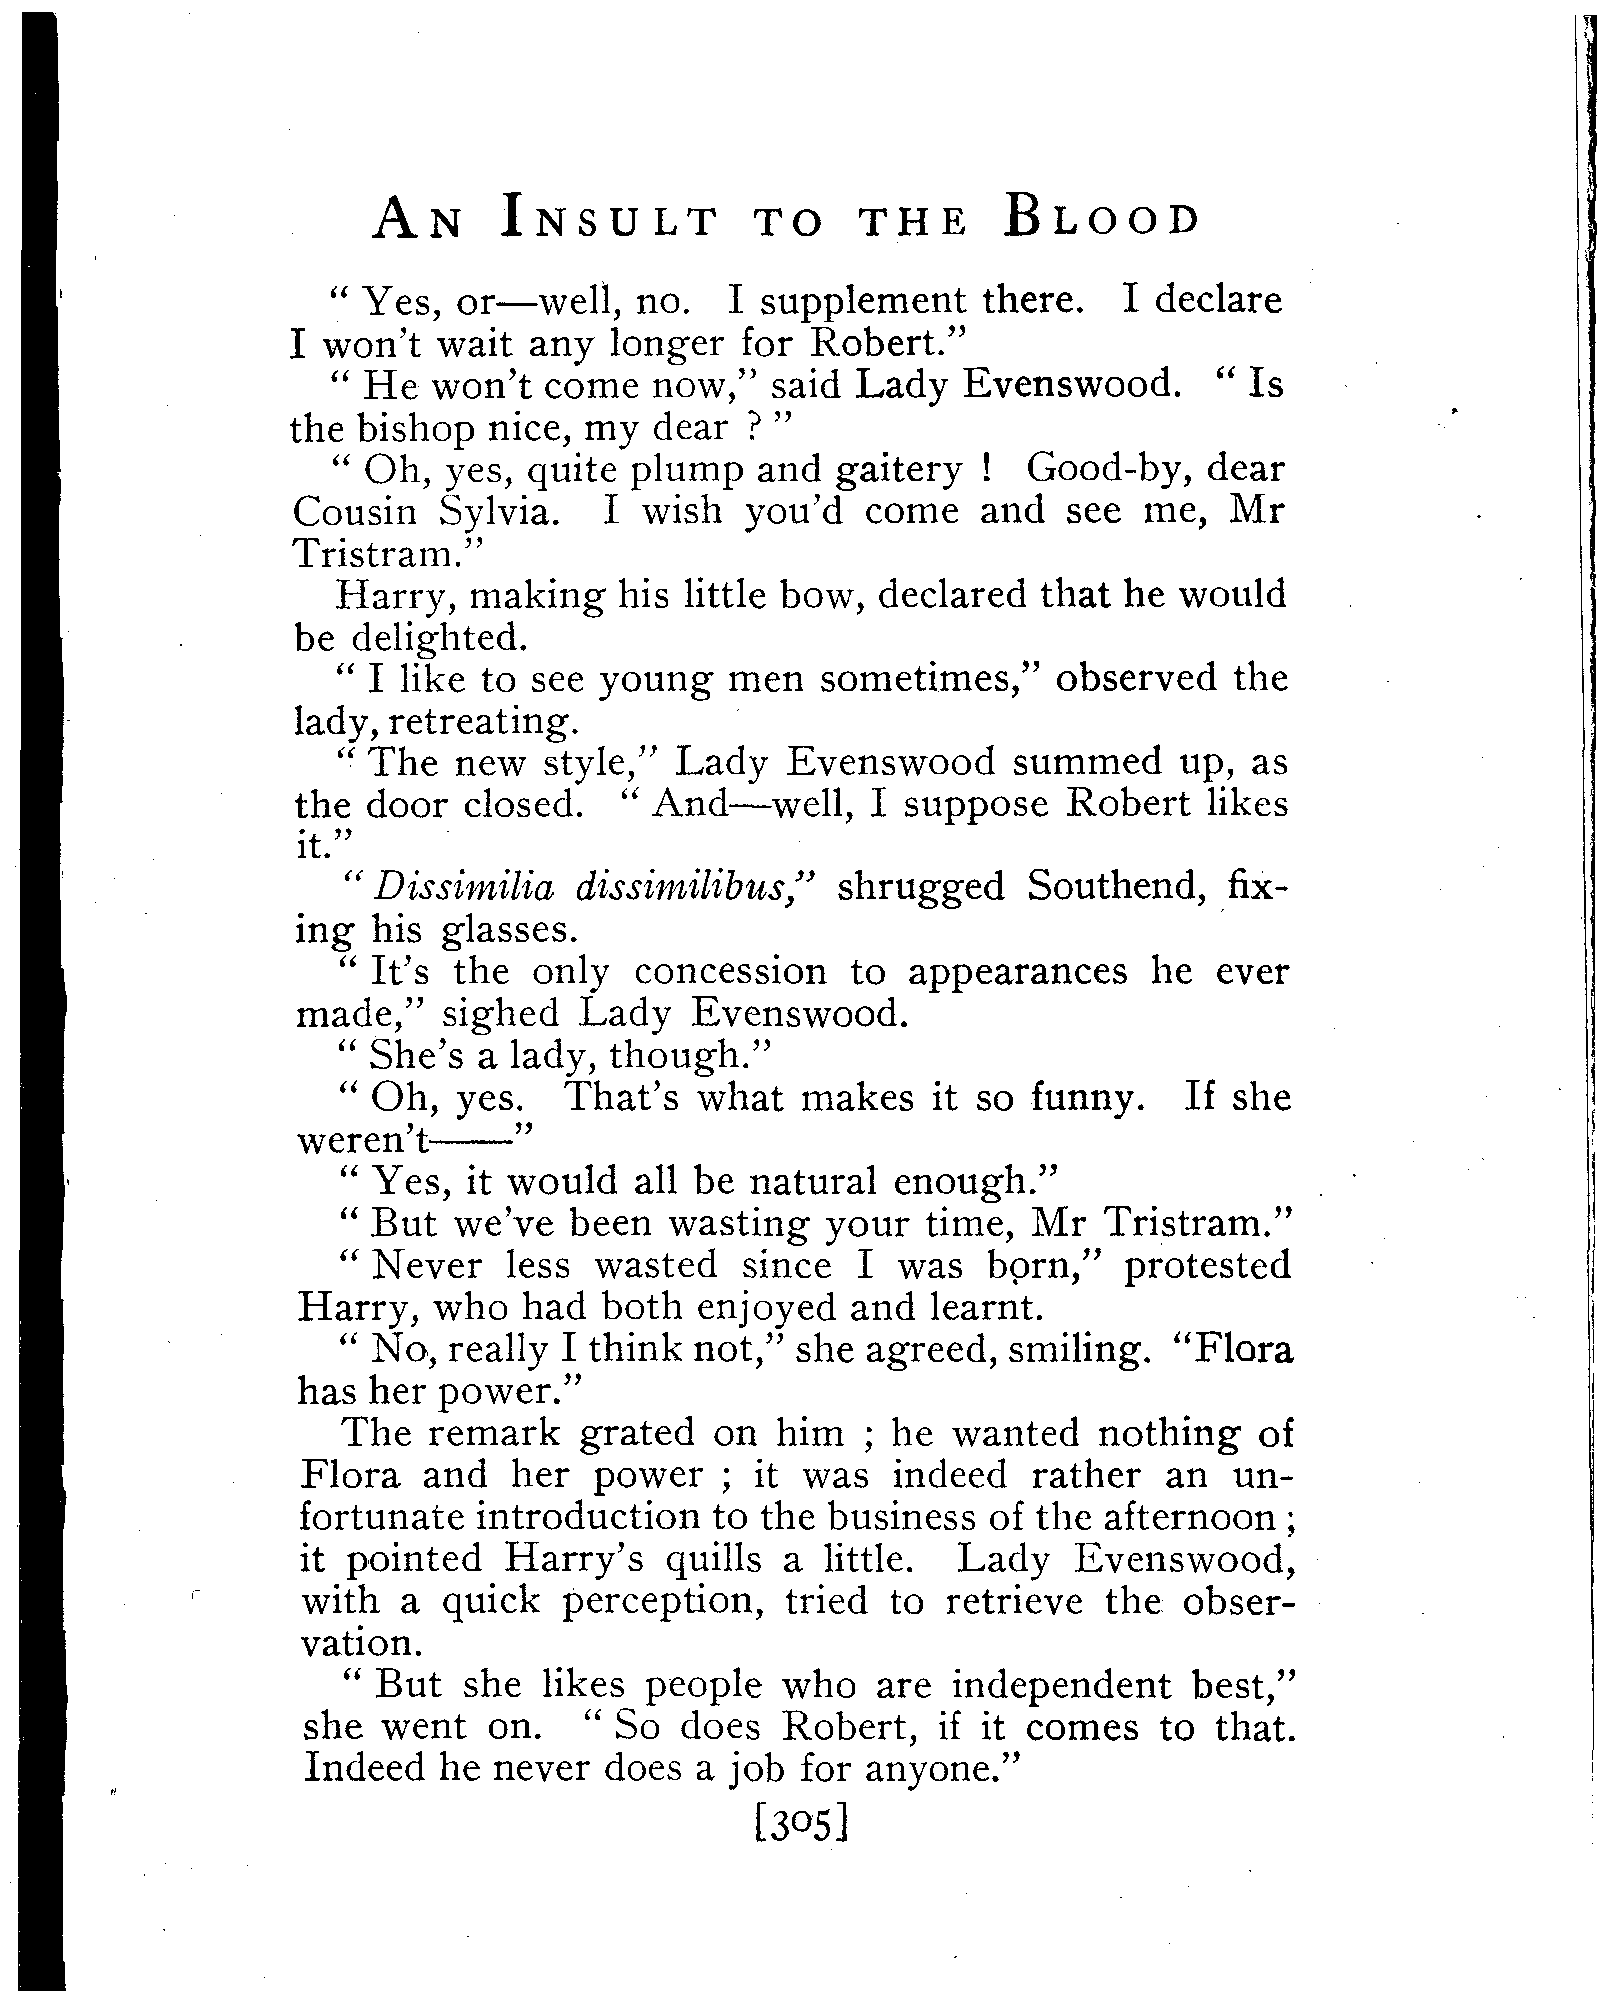 An Insult to the Blood
“ Yes, or—well, no. I supplement there. I declare
I won't wait any longer for Robert.”
“ He won't come now,” said Lady Evenswood. “ Is
the bishop nice, my dear ? ”
“ Oh, yes, quite plump and gaitery ! Good-by, dear
Cousin Sylvia. I wish you'd come and see me, Mr
Tristram.”
Harry, making his little bow, declared that he would
be delighted.
“ I like to see young men sometimes,” observed the
lady, retreating.
“ The new style,” Lady Evenswood summed up, as
the door closed. “ And—well, I suppose Robert likes
it.”
“ Dissimilia dissimilibus,” shrugged Southend, fix-
ing his glasses.
“ It's the only concession to appearances he ever
made,” sighed Lady Evenswood.
“ She's a lady, though.”
“ Oh, yes. That's what makes it so funny. If she
weren't——”
“ Yes, it would all be natural enough.”
“ But we've been wasting your time, Mr Tristram.”
“ Never less wasted since I was born,” protested
Harry, who had both enjoyed and learnt.
“ No, really I think not,” she agreed, smiling. “Flora
has her power.”
The remark grated on him ; he wanted nothing of
Flora and her power ; it was indeed rather an un-
fortunate introduction to the business of the afternoon ;
it pointed Harry's quills a little. Lady Evenswood,
with a quick perception, tried to retrieve the obser-
vation.
“ But she likes people who are independent best,”
she went on. “ So does Robert, if it comes to that.
Indeed he never does a job for anyone.”
[305]